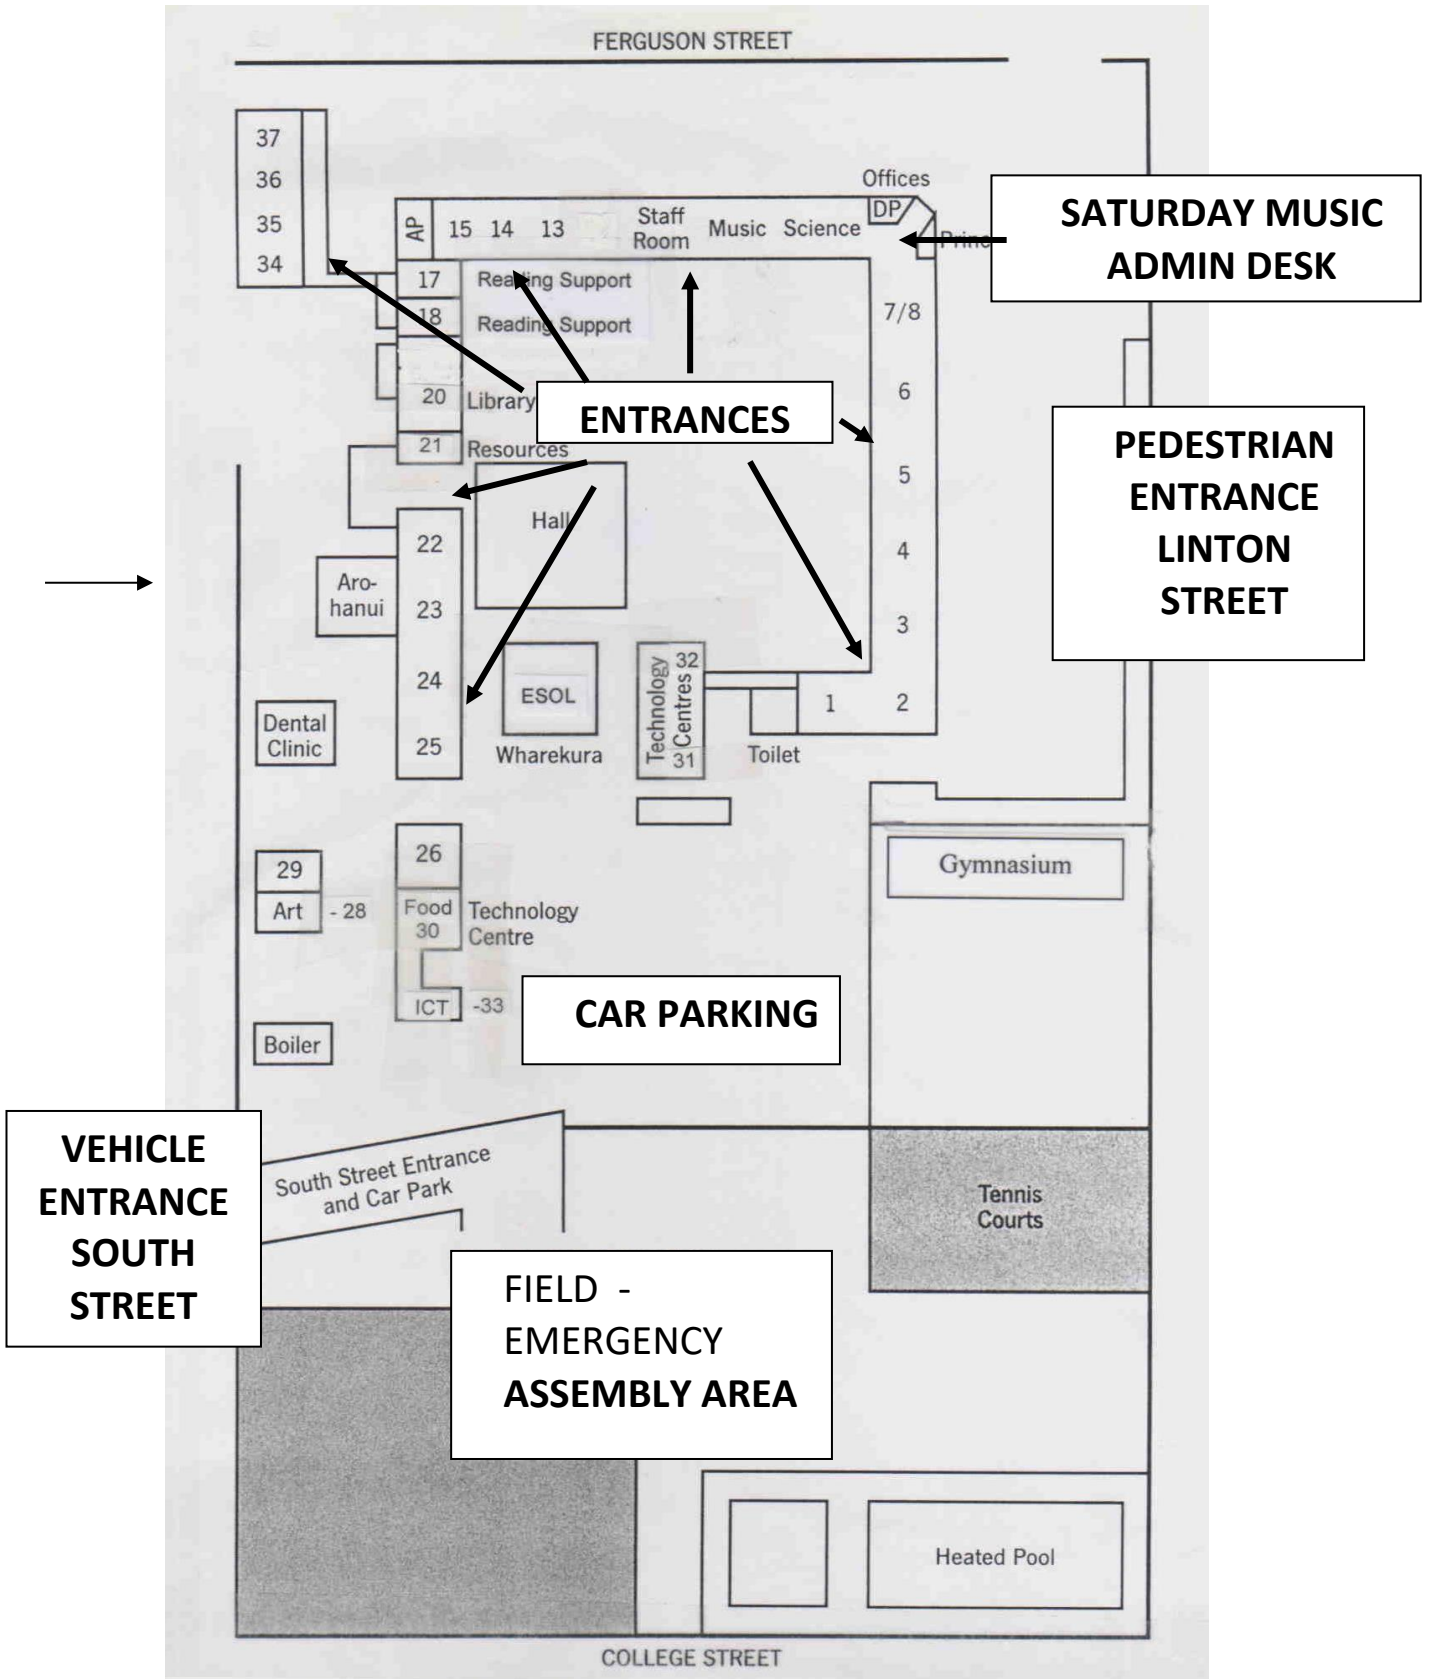 FERGUSON STREET
37
36
35
34
Offices
DP
AP
15 14 13
Staff
Room
Music
Science
SATURDAY MUSIC
ADMIN DESK
17
Reading Support
18
Reading Support
7/8
20
Library
ENTRANCES
6
21
Resources
5
PEDESTRIAN
ENTRANCE
LINTON
STREET
Hall
22
4
Aro-
hanui
23
3
24
ESOL
Wharekura
Technology
Centres
32
31
1
2
Toilet
Dental
Clinic
25
26
Gymnasium
29
Art
- 28
Food
30
Technology
Centre
ICT
-33
CAR PARKING
Boiler
VEHICLE
ENTRANCE
SOUTH
STREET
South Street Entrance
and Car Park
Tennis
Courts
FIELD -
EMERGENCY
ASSEMBLY AREA
Heated Pool
COLLEGE STREET